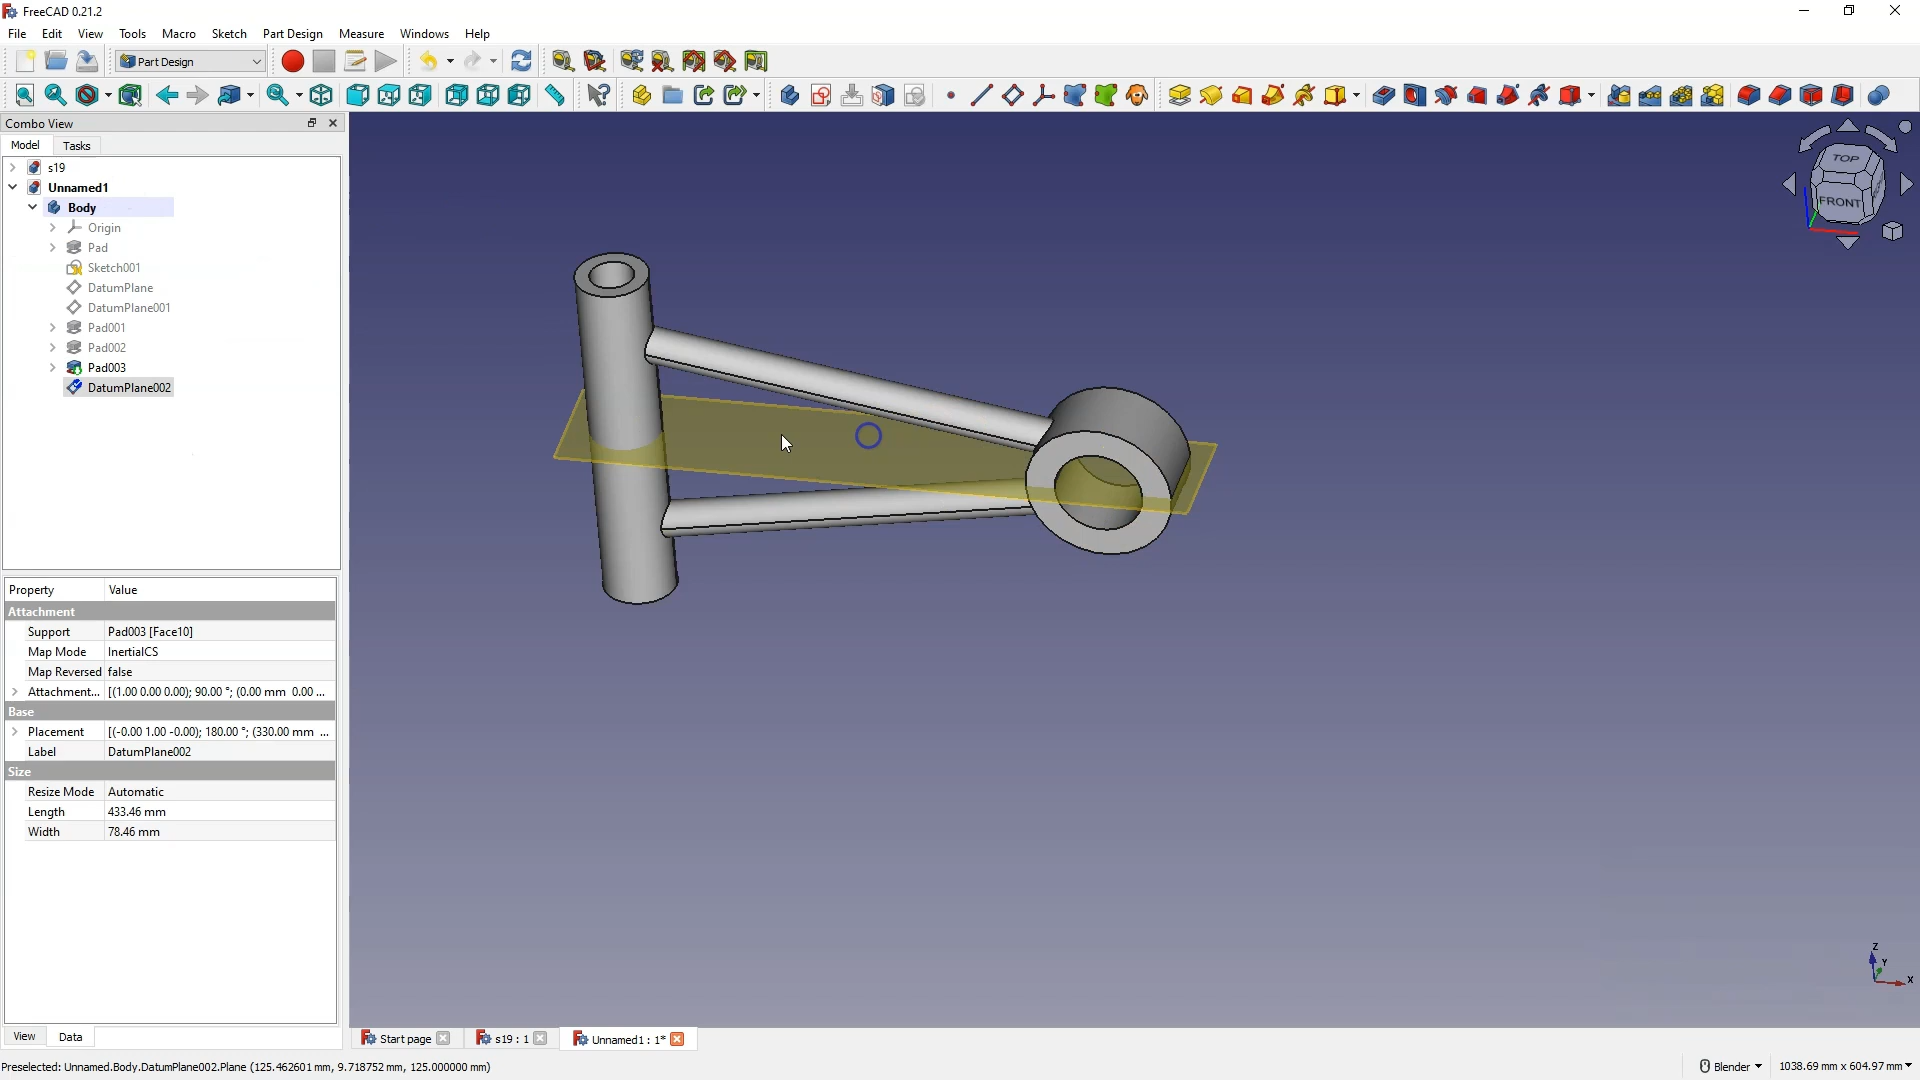 FreeCAD 0.21.2
File Edit View Tools Macro Sketch Part Design Measure Windows Help
Part Design
Combo View
Model Tasks
s19
Unnamed1
Body
Origin
Pad
Sketch001
DatumPlane
DatumPlane001
Pad001
Pad002
Pad003
DatumPlane002
TOP
FRONT
Property Value
Attachment
Support Pad003 [Face10]
Map Mode InertialCS
Map Reversed false
Attachment... [(1.00 0.00 0.00); 90.00 °; (0.00 mm 0.00 ...
Base
Placement [(-0.00 1.00 -0.00); 180.00 °; (330.00 mm ...
Label DatumPlane002
Size
Resize Mode Automatic
Length 433.46 mm
Width 78.46 mm
Z
Y
X
View Data
Start page s19 : 1 Unnamed1 : 1*
Preselected: Unnamed.Body.DatumPlane002.Plane (125.462601 mm, 9.718752 mm, 125.000000 mm)
Blender 1038.69 mm x 604.97 mm